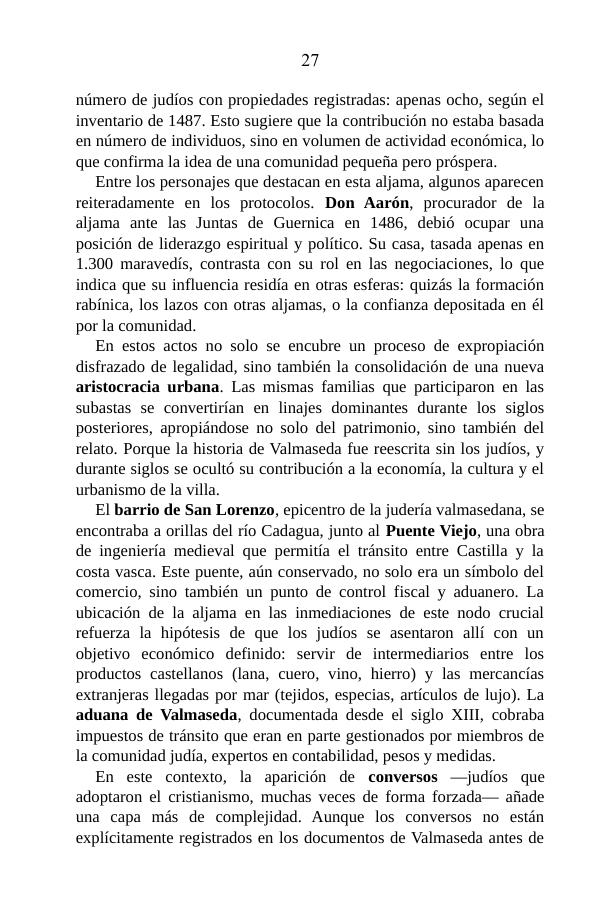 27
número de judíos con propiedades registradas: apenas ocho, según el
inventario de 1487. Esto sugiere que la contribución no estaba basada
en número de individuos, sino en volumen de actividad económica, lo
que confirma la idea de una comunidad pequeña pero próspera.
Entre los personajes que destacan en esta aljama, algunos aparecen
reiteradamente en los protocolos. Don Aarón, procurador de la
aljama ante las Juntas de Guernica en 1486, debió ocupar una
posición de liderazgo espiritual y político. Su casa, tasada apenas en
1.300 maravedís, contrasta con su rol en las negociaciones, lo que
indica que su influencia residía en otras esferas: quizás la formación
rabínica, los lazos con otras aljamas, o la confianza depositada en él
por la comunidad.
En estos actos no solo se encubre un proceso de expropiación
disfrazado de legalidad, sino también la consolidación de una nueva
aristocracia urbana. Las mismas familias que participaron en las
subastas se convertirían en linajes dominantes durante los siglos
posteriores, apropiándose no solo del patrimonio, sino también del
relato. Porque la historia de Valmaseda fue reescrita sin los judíos, y
durante siglos se ocultó su contribución a la economía, la cultura y el
urbanismo de la villa.
El barrio de San Lorenzo, epicentro de la judería valmasedana, se
encontraba a orillas del río Cadagua, junto al Puente Viejo, una obra
de ingeniería medieval que permitía el tránsito entre Castilla y la
costa vasca. Este puente, aún conservado, no solo era un símbolo del
comercio, sino también un punto de control fiscal y aduanero. La
ubicación de la aljama en las inmediaciones de este nodo crucial
refuerza la hipótesis de que los judíos se asentaron allí con un
objetivo económico definido: servir de intermediarios entre los
productos castellanos (lana, cuero, vino, hierro) y las mercancías
extranjeras llegadas por mar (tejidos, especias, artículos de lujo). La
aduana de Valmaseda, documentada desde el siglo XIII, cobraba
impuestos de tránsito que eran en parte gestionados por miembros de
la comunidad judía, expertos en contabilidad, pesos y medidas.
En este contexto, la aparición de conversos —judíos que
adoptaron el cristianismo, muchas veces de forma forzada— añade
una capa más de complejidad. Aunque los conversos no están
explícitamente registrados en los documentos de Valmaseda antes de